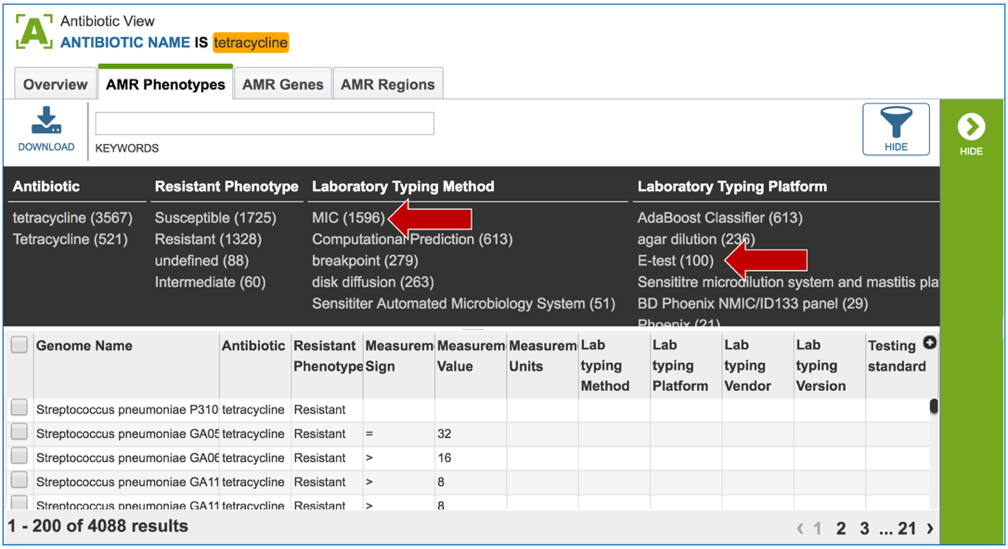 Antibiotic View
ANTIBIOTIC NAME IS tetracycline
Overview AMR Phenotypes AMR Genes AMR Regions
DOWNLOAD
KEYWORDS
HIDE
HIDE
Antibiotic Resistant Phenotype Laboratory Typing Method Laboratory Typing Platform
tetracycline (3567) Susceptible (1725) MIC (1596) AdaBoost Classifier (613)
Tetracycline (521) Resistant (1328) Computational Prediction (613) agar dilution (236)
undefined (88) breakpoint (279) E-test (100)
Intermediate (60) disk diffusion (263) Sensititre microdilution system and mastitis pla
Sensititer Automated Microbiology System (51) BD Phoenix NMIC/ID133 panel (29)
Phoenix (21)
Genome Name Antibiotic Resistant Measurem Measurem Measurem Lab Lab Lab Lab Testing
Phenotype Sign Value Units typing typing typing typing standard
Method Platform Vendor Version
Streptococcus pneumoniae P310 tetracycline Resistant
Streptococcus pneumoniae GA05 tetracycline Resistant = 32
Streptococcus pneumoniae GA06 tetracycline Resistant > 16
Streptococcus pneumoniae GA11 tetracycline Resistant > 8
Streptococcus pneumoniae GA11 tetracycline Resistant > 8
1 - 200 of 4088 results
‹ 1 2 3 ... 21 ›